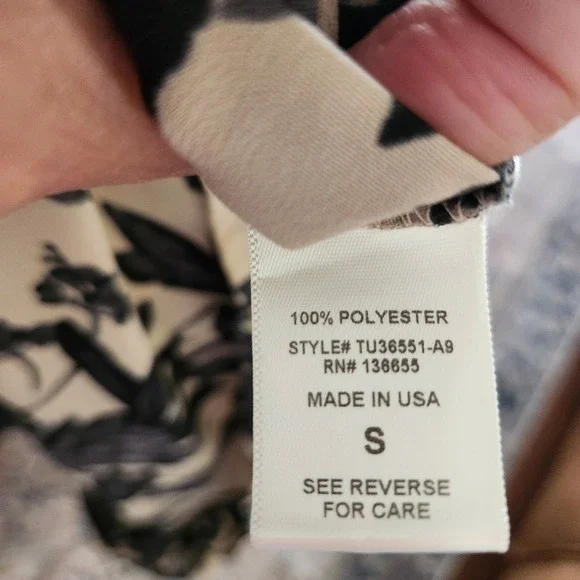 100% POLYESTER
STYLE# TU36551-A9
RN# 136655
MADE IN USA
S
SEE REVERSE
FOR CARE